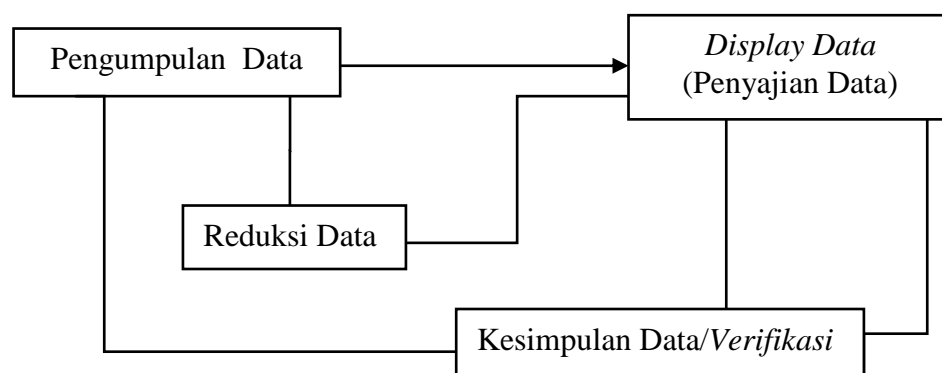 Pengumpulan Data
Display Data
(Penyajian Data)
Reduksi Data
Kesimpulan Data/Verifikasi